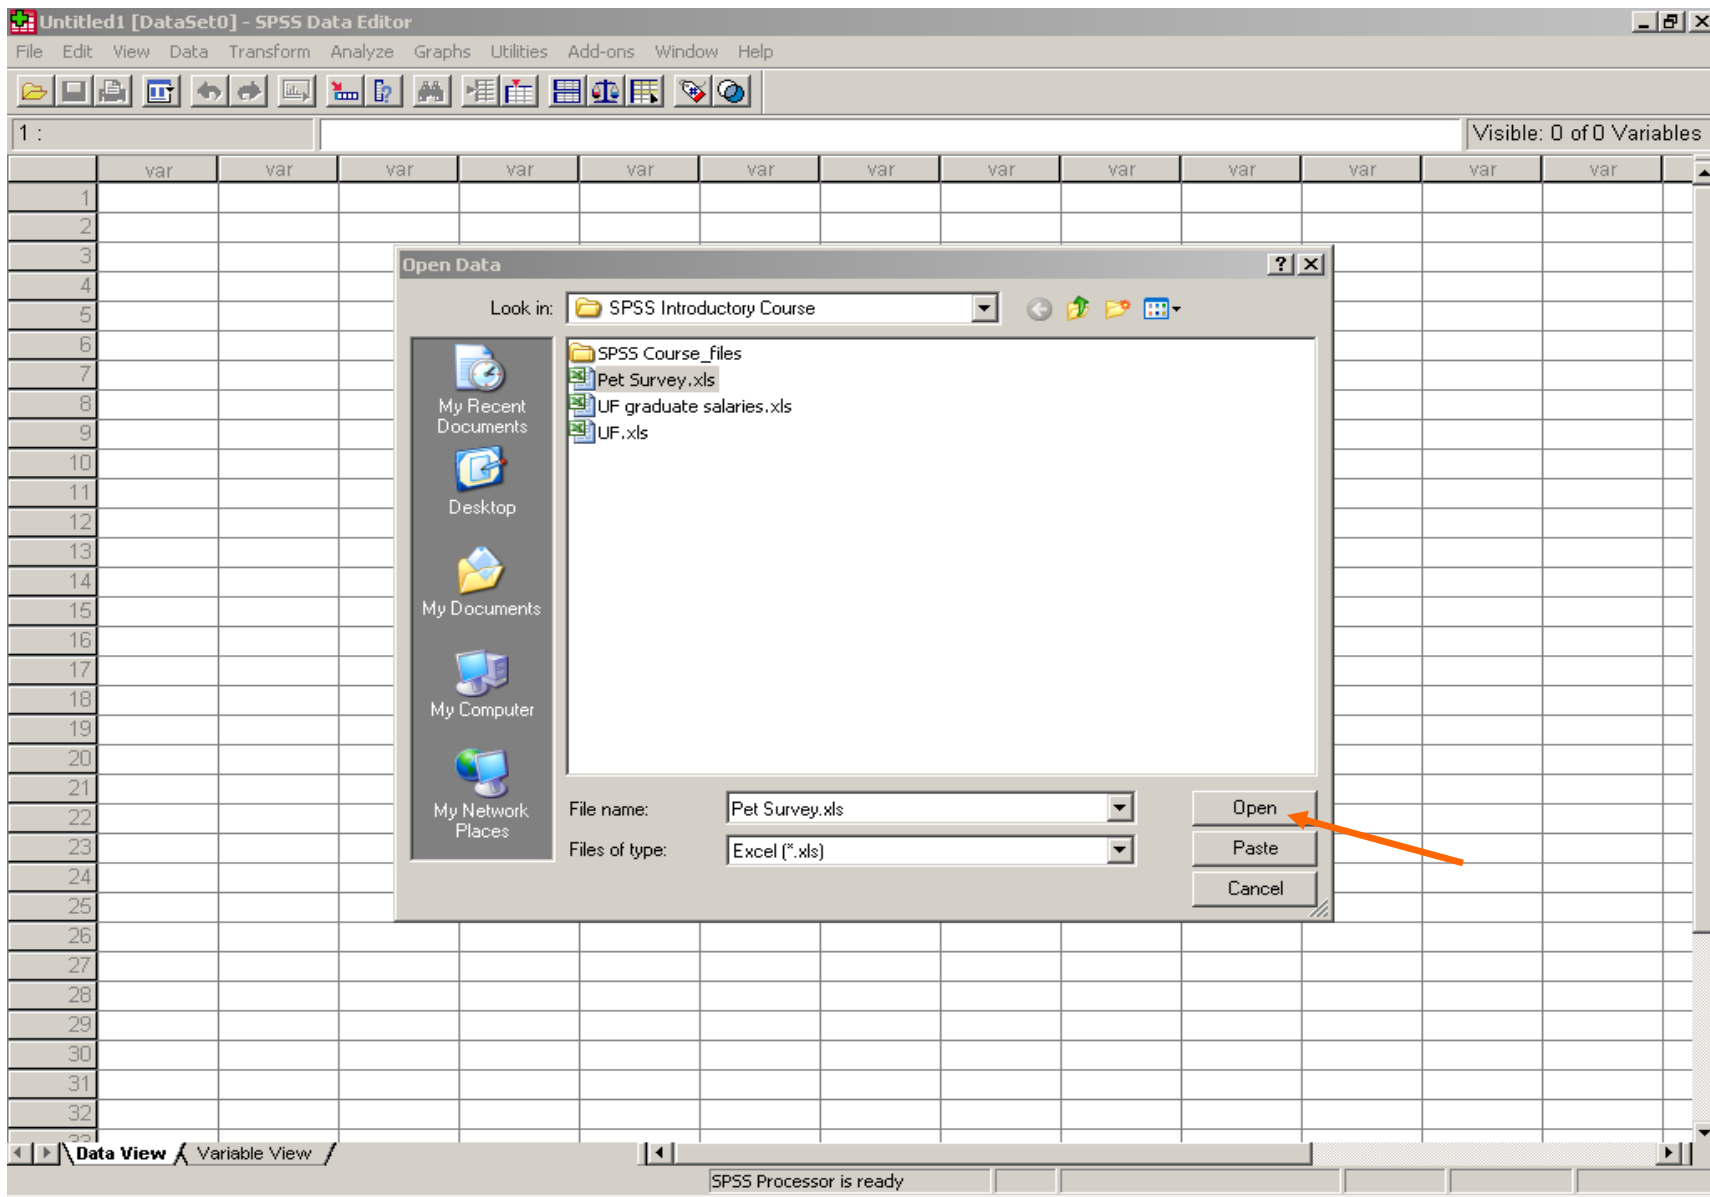 Untitled1 [DataSet0] - SPSS Data Editor
File Edit View Data Transform Analyze Graphs Utilities Add-ons Window Help
1 :
Visible: 0 of 0 Variables
var var var var var var var var var var var var var
1
2
3
4
5
6
7
8
9
10
11
12
13
14
15
16
17
18
19
20
21
22
23
24
25
26
27
28
29
30
31
32
33
Open Data
Look in: SPSS Introductory Course
My Recent
Documents
Desktop
My Documents
My Computer
My Network
Places
SPSS Course_files
Pet Survey.xls
UF graduate salaries.xls
UF.xls
File name: Pet Survey.xls Open
Files of type: Excel (*.xls) Paste
Cancel
Data View Variable View
SPSS Processor is ready